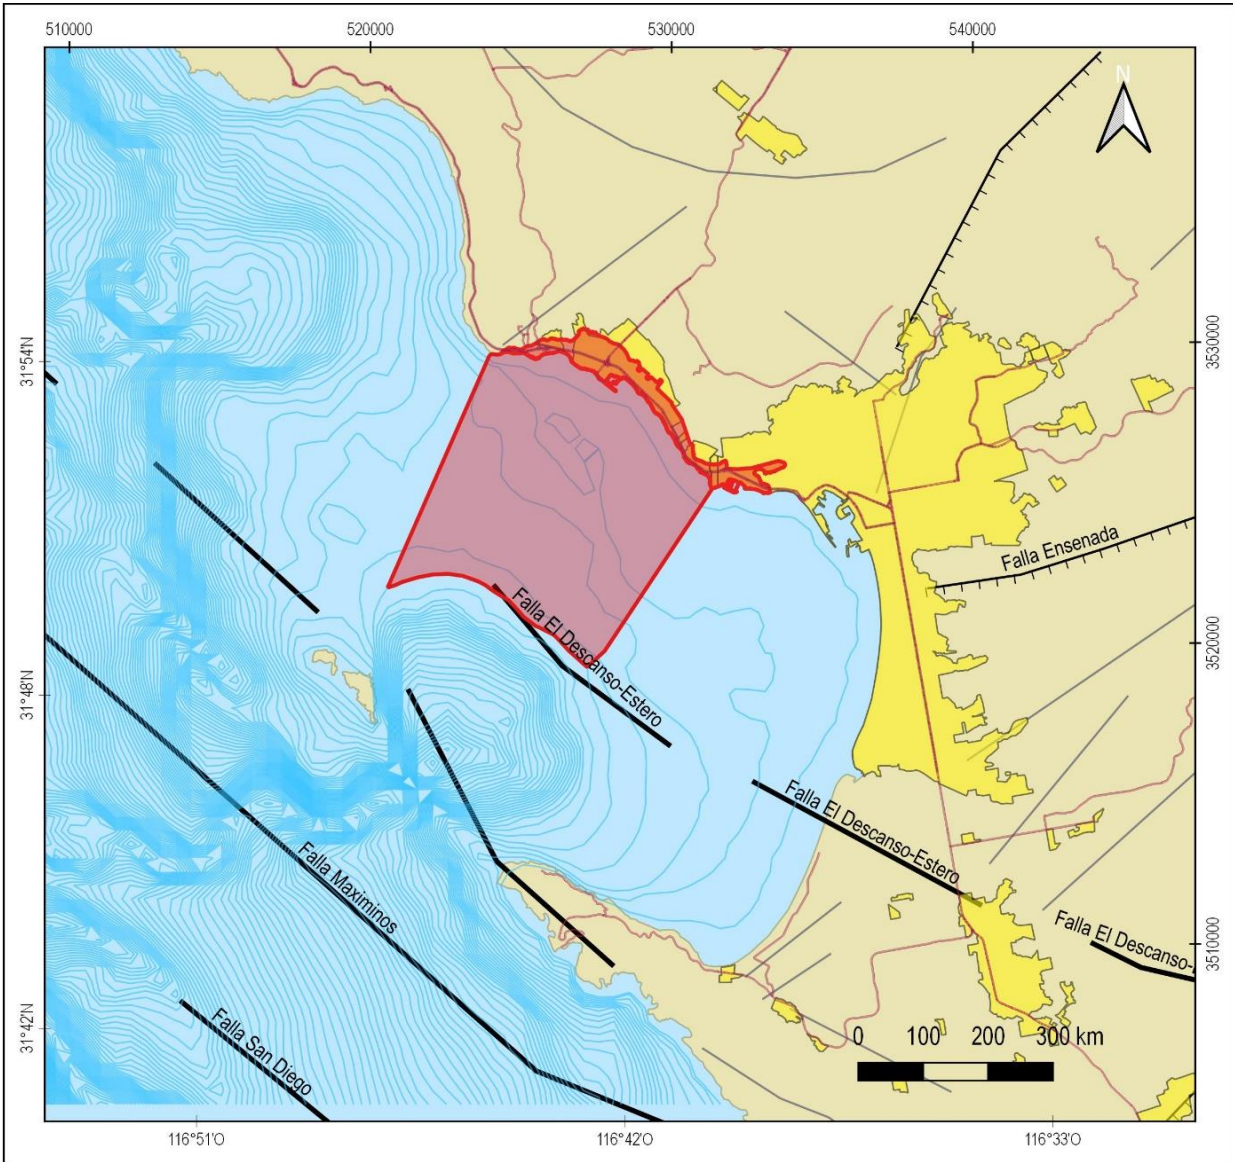 510000
520000
530000
540000
N
31°54'N
3530000
Falla Ensenada
Falla El Descanso-Estero
3520000
31°48'N
Falla El Descanso-Estero
Falla Maximinos
Falla El Descanso-
3510000
31°42'N
Falla San Diego
0 100 200 300 km
116°51'O
116°42'O
116°33'O